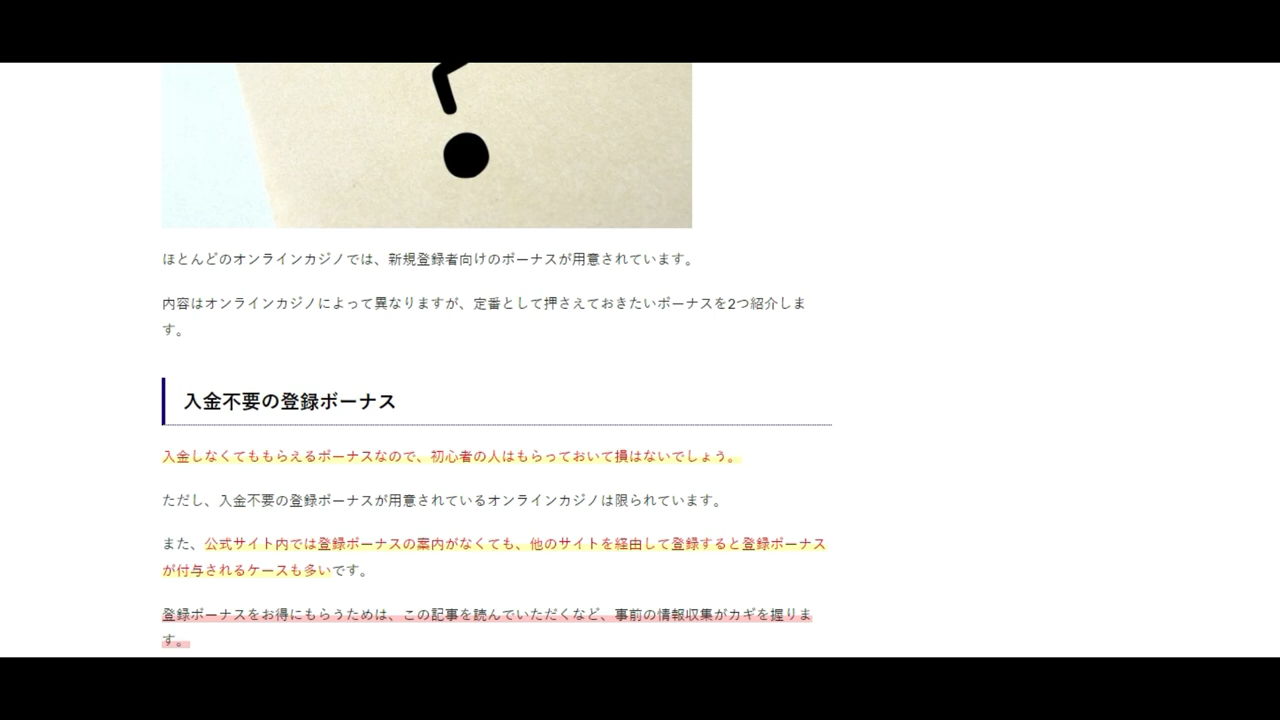 ?
ほとんどのオンラインカジノでは、新規登録者向けのボーナスが用意されています。
内容はオンラインカジノによって異なりますが、定番として押さえておきたいボーナスを2つ紹介しま
す。
入金不要の登録ボーナス
入金しなくてももらえるボーナスなので、初心者の人はもらっておいて損はないでしょう。
ただし、入金不要の登録ボーナスが用意されているオンラインカジノは限られています。
また、公式サイト内では登録ボーナスの案内がなくても、他のサイトを経由して登録すると登録ボーナス
が付与されるケースも多いです。
登録ボーナスをお得にもらうためは、この記事を読んでいただくなど、事前の情報収集がカギを握りま
す。